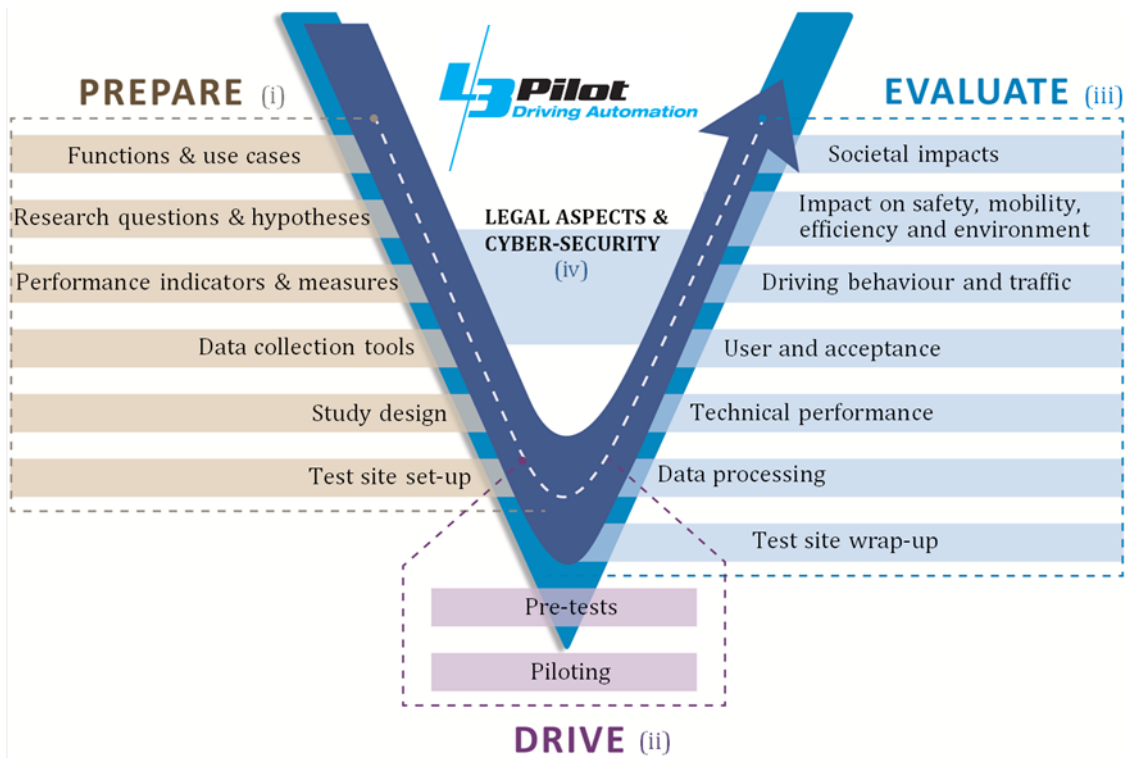 PREPARE (i)
Functions & use cases
Research questions & hypotheses
Performance indicators & measures
Data collection tools
Study design
Test site set-up
L3Pilot
Driving Automation
LEGAL ASPECTS &
CYBER-SECURITY
(iv)
Pre-tests
Piloting
DRIVE (ii)
EVALUATE (iii)
Societal impacts
Impact on safety, mobility,
efficiency and environment
Driving behaviour and traffic
User and acceptance
Technical performance
Data processing
Test site wrap-up